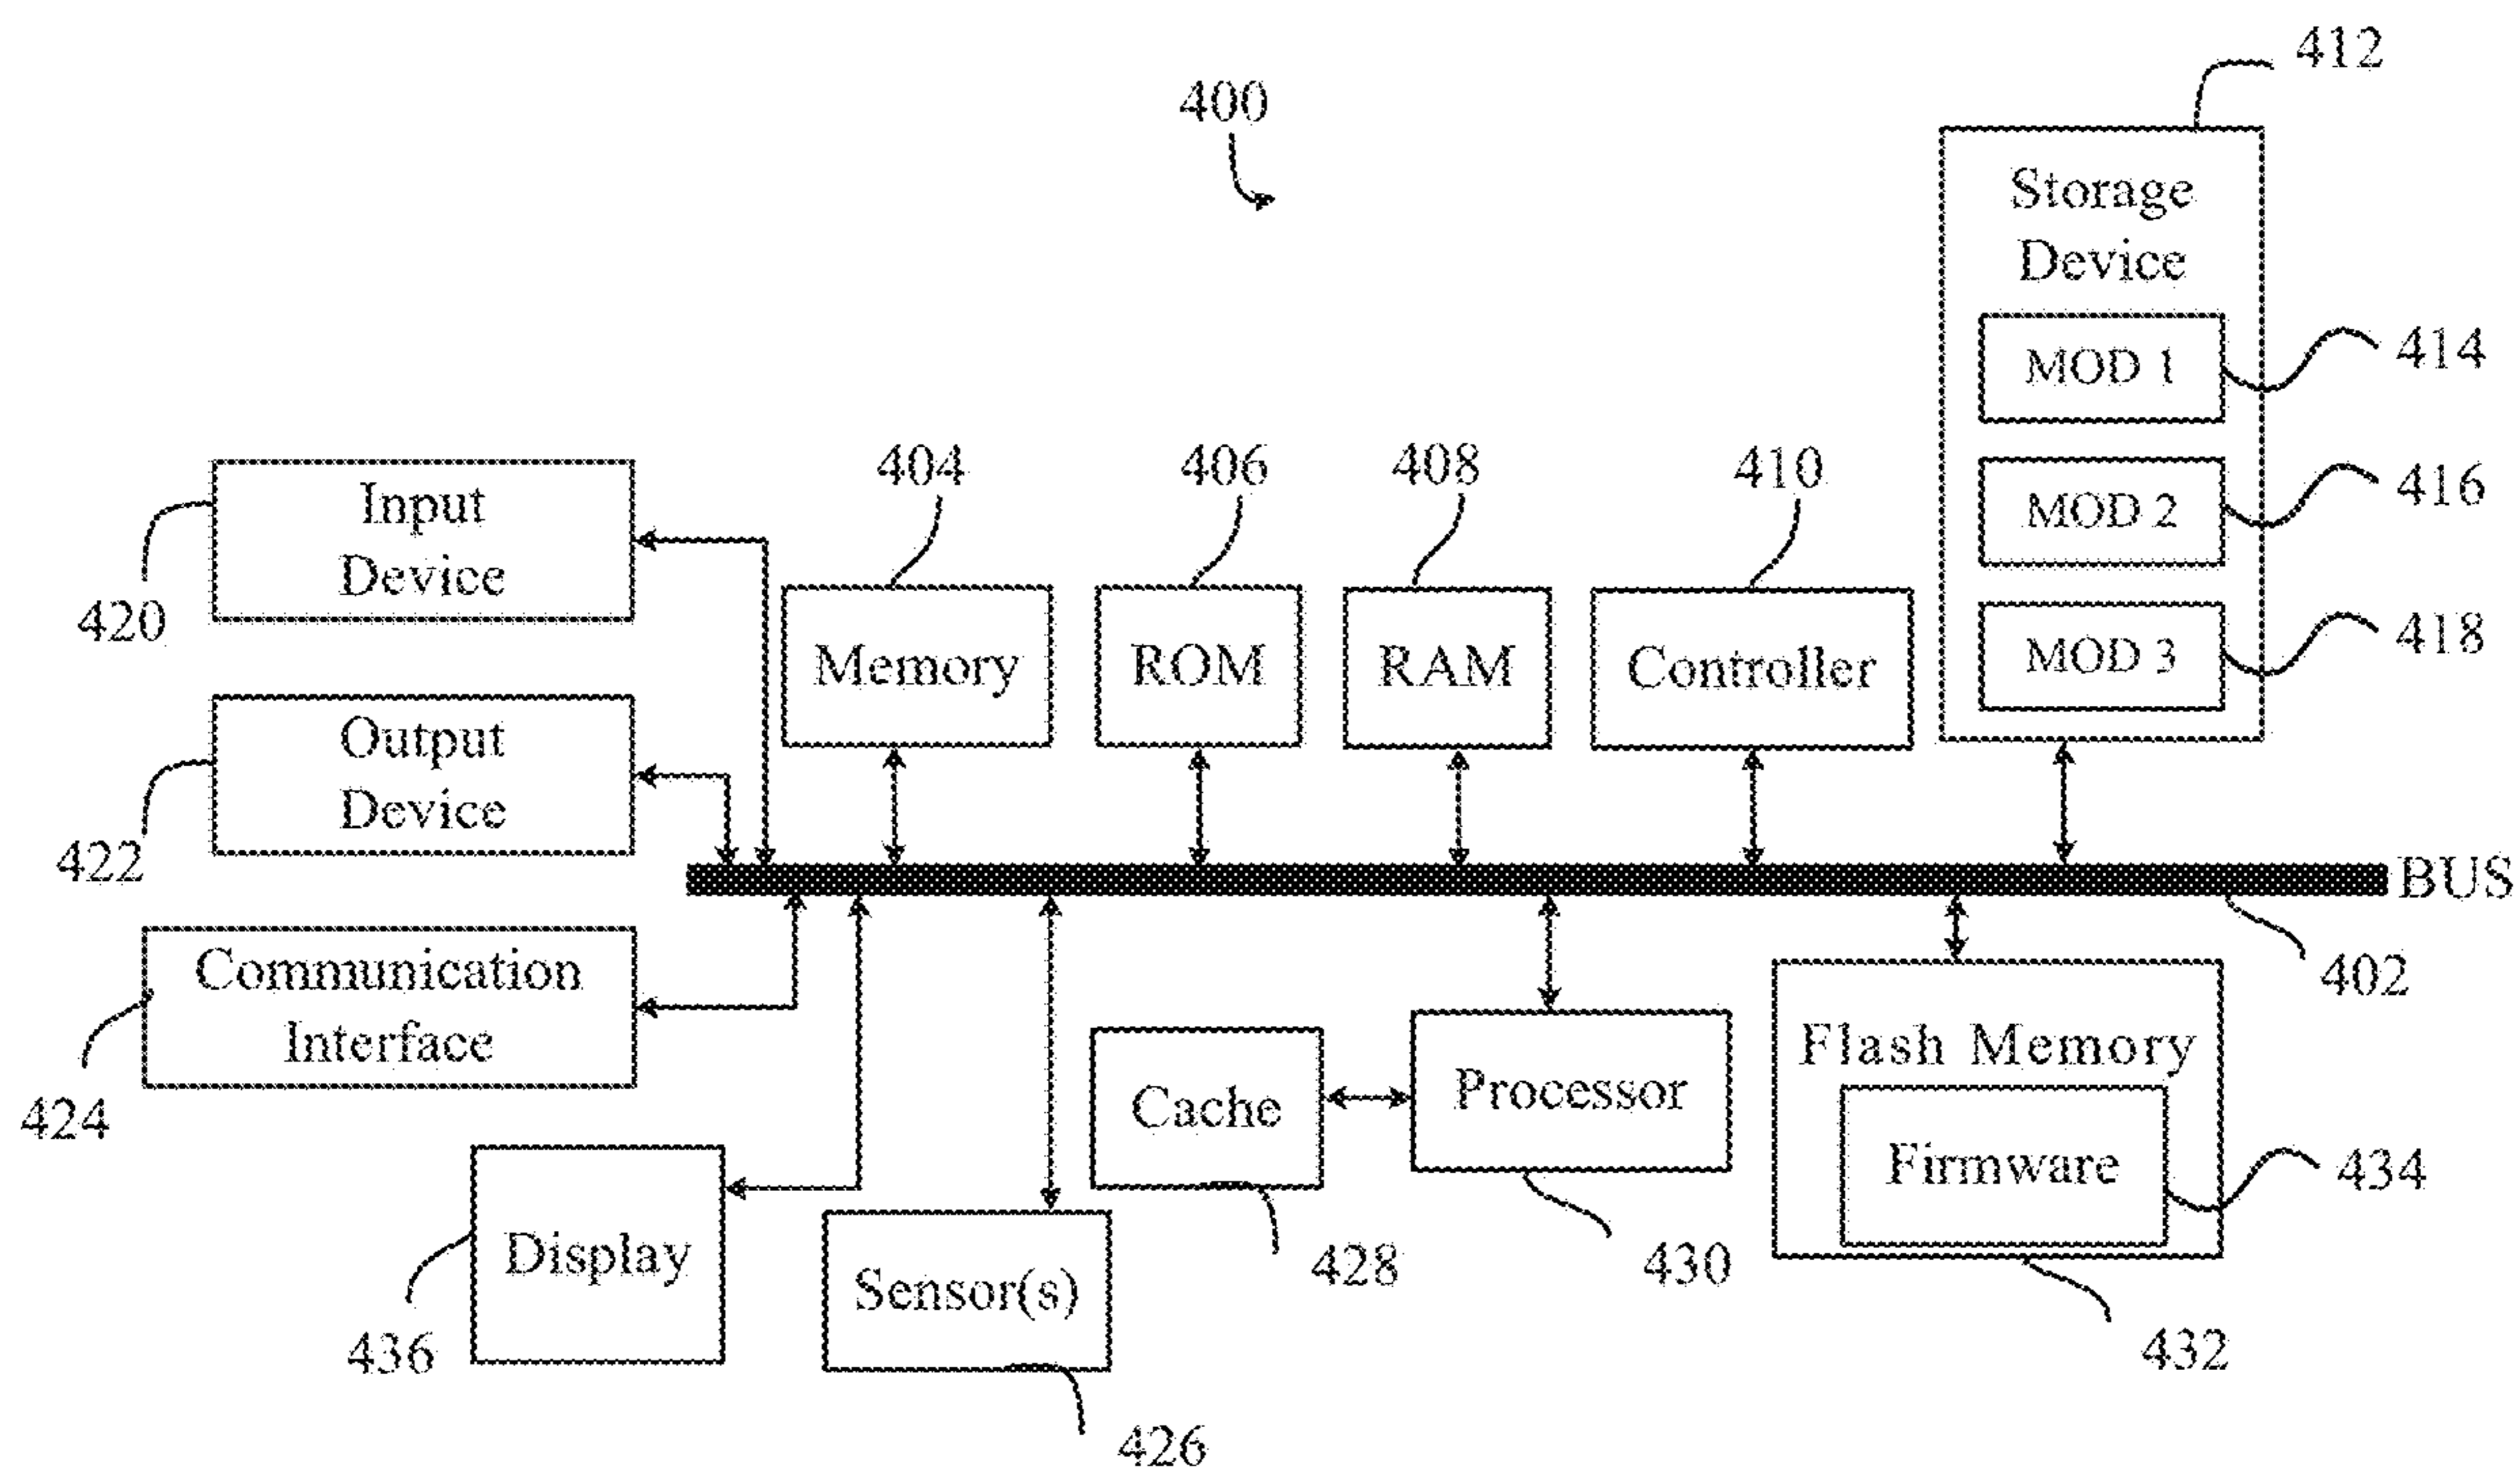 400
412
Storage
Device
MOD 1
414
MOD 2
416
MOD 3
418
404
406
408
410
Input
Device
420
Memory
ROM
RAM
Controller
Output
Device
422
BUS
402
Communication
Interface
424
Cache
428
Processor
430
Flash Memory
Firmware
434
432
Display
436
Sensor(s)
426